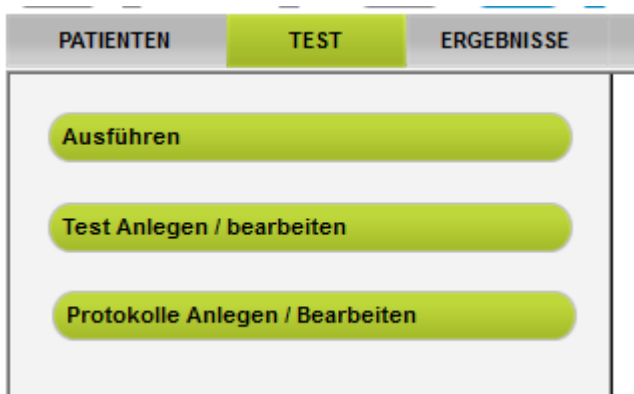 PATIENTEN TEST ERGEBNISSE
Ausführen
Test Anlegen / bearbeiten
Protokolle Anlegen / Bearbeiten